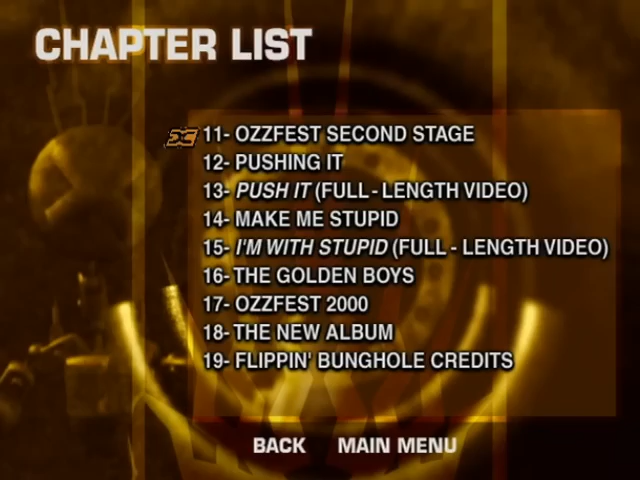 CHAPTER LIST
11- OZZFEST SECOND STAGE
12- PUSHING IT
13- PUSH IT (FULL - LENGTH VIDEO)
14- MAKE ME STUPID
15- I'M WITH STUPID (FULL - LENGTH VIDEO)
16- THE GOLDEN BOYS
17- OZZFEST 2000
18- THE NEW ALBUM
19- FLIPPIN' BUNGHOLE CREDITS
BACK MAIN MENU